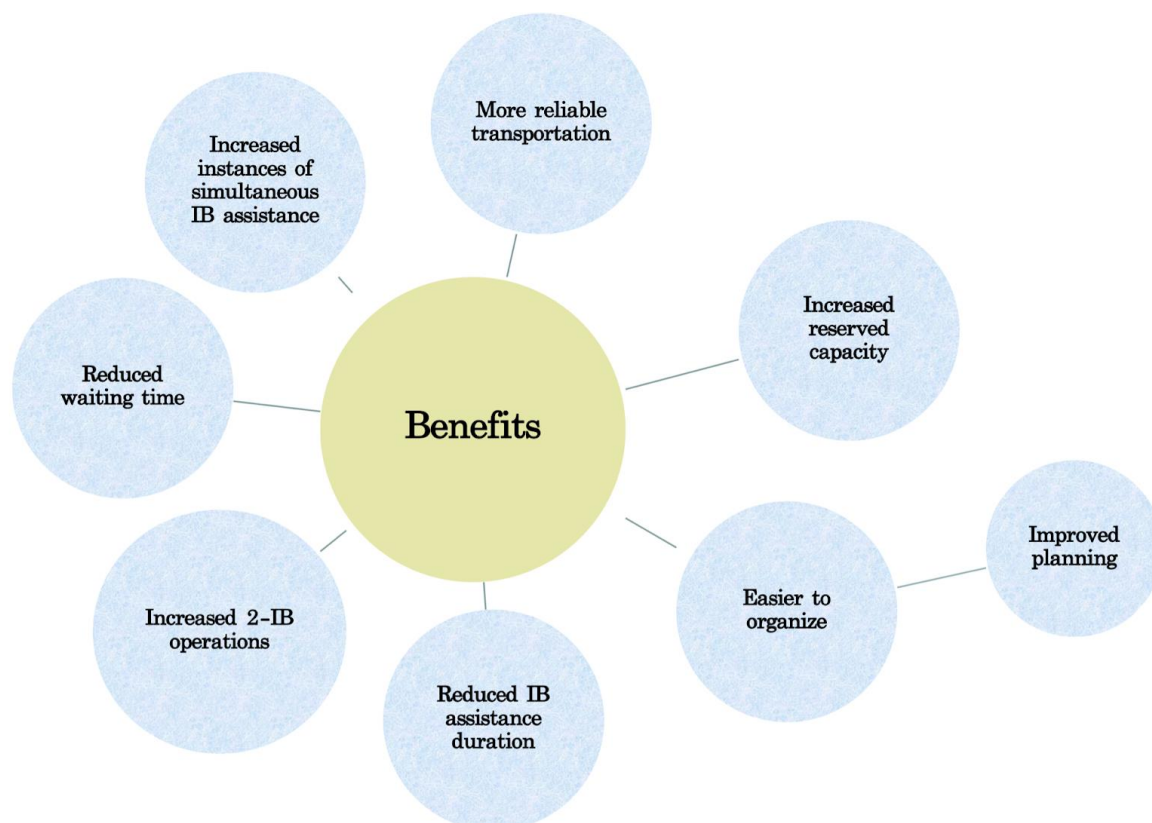 More reliable
transportation
Increased
instances of
simultaneous
IB assistance
Increased
reserved
capacity
Reduced
waiting time
Benefits
Improved
planning
Easier to
organize
Increased 2-IB
operations
Reduced IB
assistance
duration